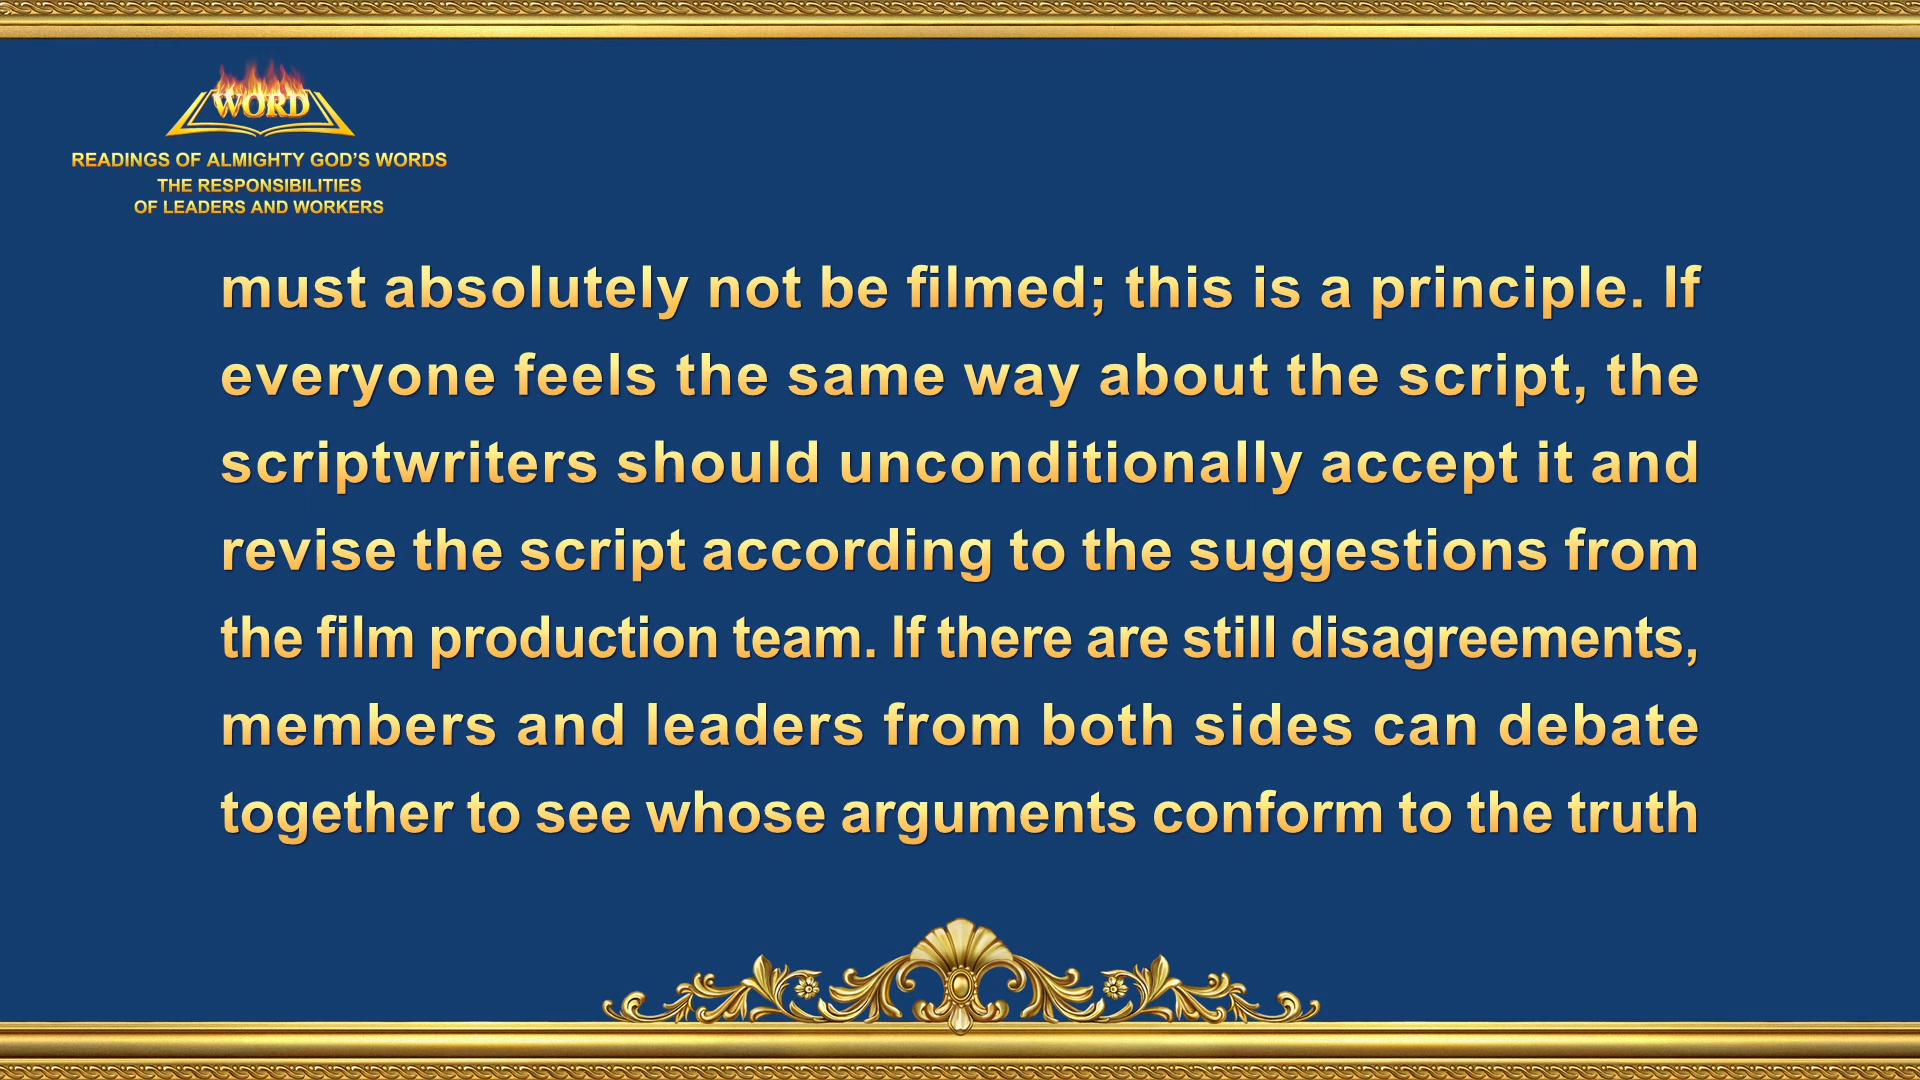 WORD
READINGS OF ALMIGHTY GOD’S WORDS
THE RESPONSIBILITIES
OF LEADERS AND WORKERS
must absolutely not be filmed; this is a principle. If
everyone feels the same way about the script, the
scriptwriters should unconditionally accept it and
revise the script according to the suggestions from
the film production team. If there are still disagreements,
members and leaders from both sides can debate
together to see whose arguments conform to the truth